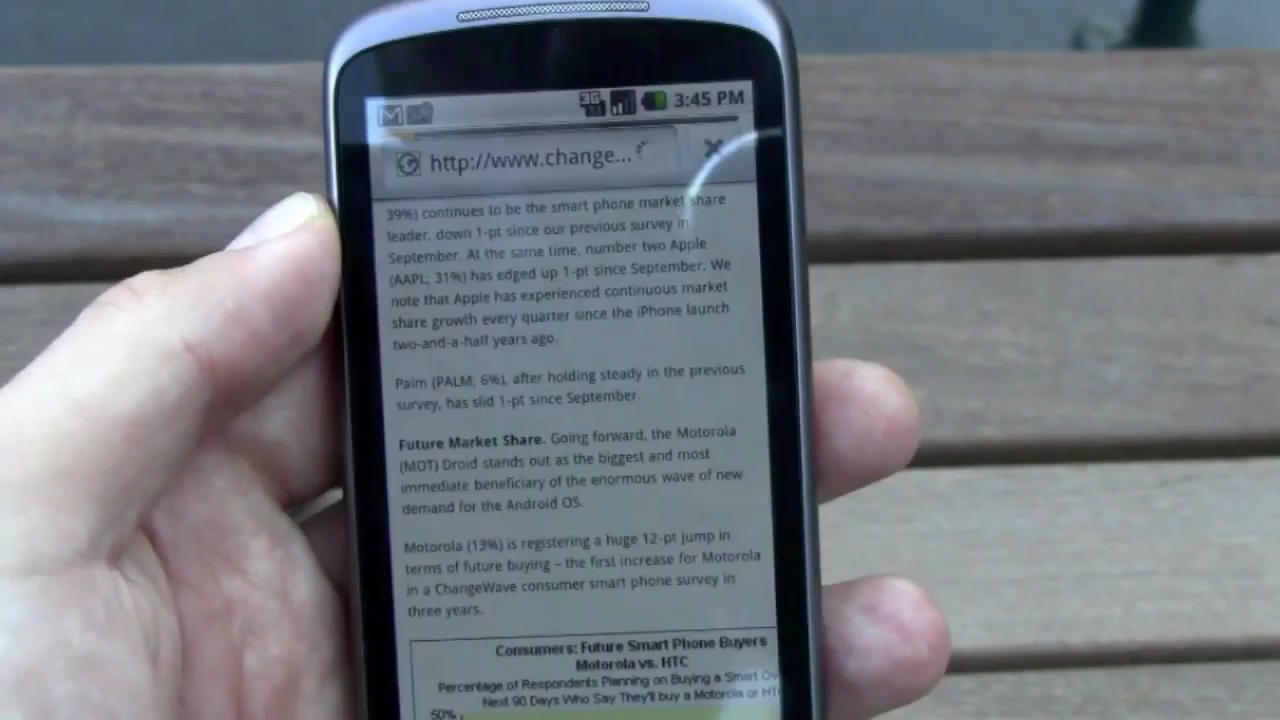 3G 3:45 PM
http://www.change...
39%) continues to be the smart phone market share
leader, down 1-pt since our previous survey in
September. At the same time, number two Apple
(AAPL; 31%) has edged up 1-pt since September. We
note that Apple has experienced continuous market
share growth every quarter since the iPhone launch
two-and-a-half years ago.
Palm (PALM; 6%), after holding steady in the previous
survey, has slid 1-pt since September.
Future Market Share. Going forward, the Motorola
(MOT) Droid stands out as the biggest and most
immediate beneficiary of the enormous wave of new
demand for the Android OS.
Motorola (13%) is registering a huge 12-pt jump in
terms of future buying – the first increase for Motorola
in a ChangeWave consumer smart phone survey in
three years.
Consumers: Future Smart Phone Buyers
Motorola vs. HTC
Percentage of Respondents Planning on Buying a Smart Ov
Next 90 Days Who Say They'll buy a Motorola or HT
50%